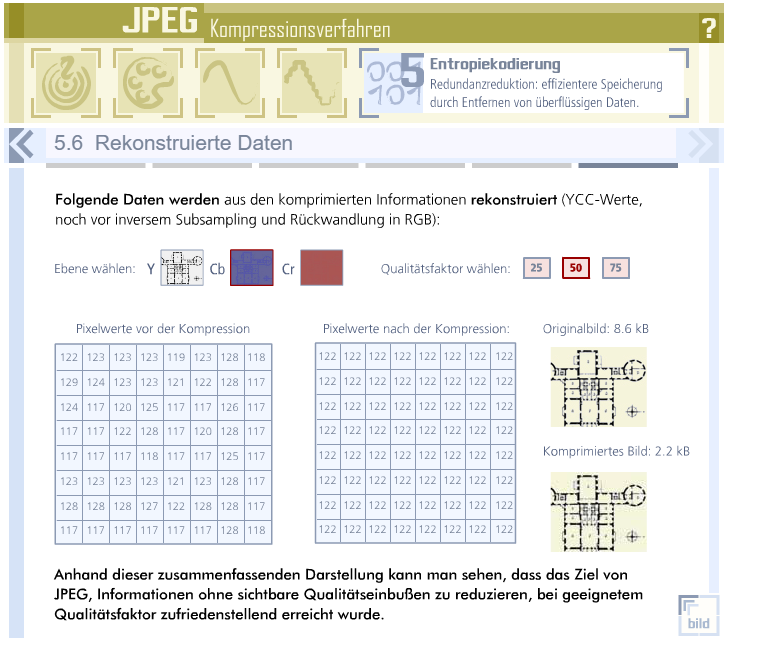 JPEG Kompressionsverfahren ?
5 Entropiekodierung
Redundanzreduktion: effizientere Speicherung
durch Entfernen von überflüssigen Daten.
5.6 Rekonstruierte Daten
Folgende Daten werden aus den komprimierten Informationen rekonstruiert (YCC-Werte,
noch vor inversem Subsampling und Rückwandlung in RGB):
Ebene wählen: Y Cb Cr Qualitätsfaktor wählen: 25 50 75
Pixelwerte vor der Kompression
122 123 123 123 119 123 128 118
129 124 123 123 121 122 128 117
124 117 120 125 117 117 126 117
117 117 122 128 117 120 128 117
117 117 117 118 117 117 125 117
123 123 123 123 121 123 128 117
128 128 128 127 122 128 128 117
117 117 117 117 117 117 128 118
Pixelwerte nach der Kompression:
122 122 122 122 122 122 122 122
122 122 122 122 122 122 122 122
122 122 122 122 122 122 122 122
122 122 122 122 122 122 122 122
122 122 122 122 122 122 122 122
122 122 122 122 122 122 122 122
122 122 122 122 122 122 122 122
122 122 122 122 122 122 122 122
Originalbild: 8.6 kB
Komprimiertes Bild: 2.2 kB
Anhand dieser zusammenfassenden Darstellung kann man sehen, dass das Ziel von
JPEG, Informationen ohne sichtbare Qualitätseinbußen zu reduzieren, bei geeignetem
Qualitätsfaktor zufriedenstellend erreicht wurde.
bild